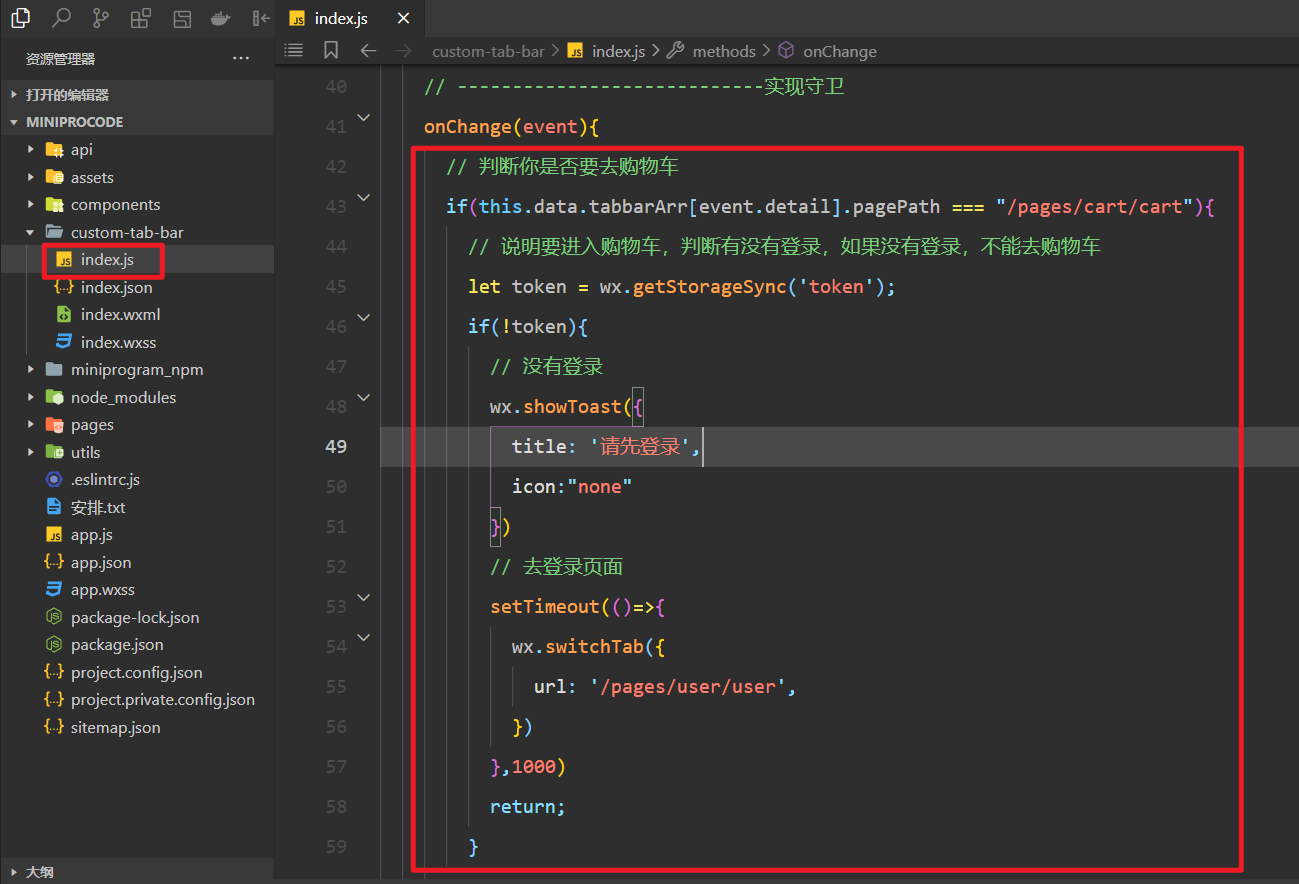 index.js
资源管理器
custom-tab-bar > index.js > methods > onChange
打开的编辑器
MINIPROCODE
api
assets
components
custom-tab-bar
index.js
index.json
index.wxml
index.wxss
miniprogram_npm
node_modules
pages
utils
.eslintrc.js
安排.txt
app.js
app.json
app.wxss
package-lock.json
package.json
project.config.json
project.private.config.json
sitemap.json
大纲
40 // ----------------------------实现守卫
41 onChange(event){
42 // 判断你是否要去购物车
43 if(this.data.tabbarArr[event.detail].pagePath === "/pages/cart/cart"){
44 // 说明要进入购物车，判断有没有登录，如果没有登录，不能去购物车
45 let token = wx.getStorageSync('token');
46 if(!token){
47 // 没有登录
48 wx.showToast({
49 title: '请先登录',
50 icon:"none"
51 })
52 // 去登录页面
53 setTimeout(()=>{
54 wx.switchTab({
55 url: '/pages/user/user',
56 })
57 },1000)
58 return;
59 }